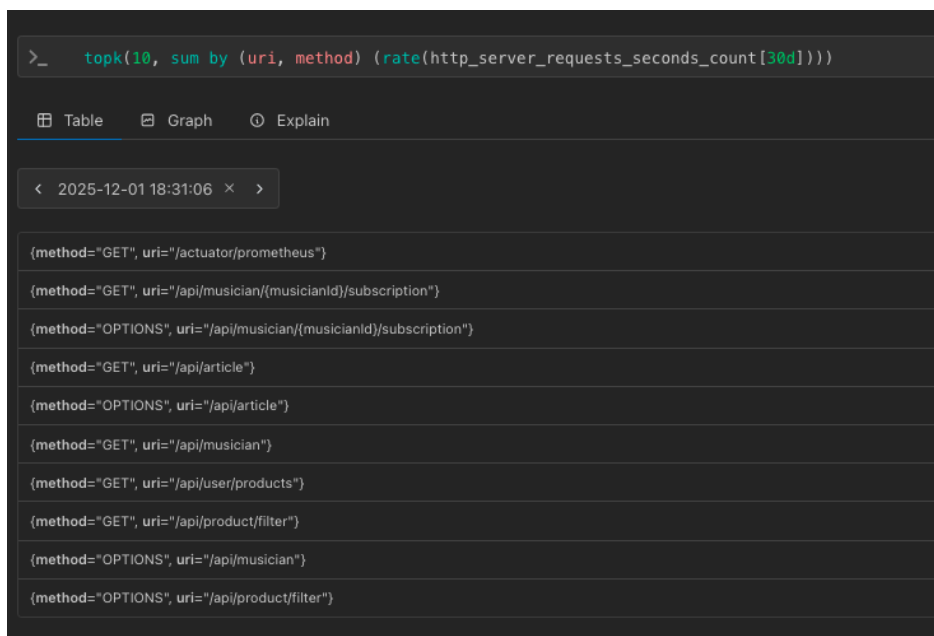 >_ topk(10, sum by (uri, method) (rate(http_server_requests_seconds_count[30d])))
Table Graph Explain
< 2025-12-01 18:31:06 × >
{method="GET", uri="/actuator/prometheus"}
{method="GET", uri="/api/musician/{musicianId}/subscription"}
{method="OPTIONS", uri="/api/musician/{musicianId}/subscription"}
{method="GET", uri="/api/article"}
{method="OPTIONS", uri="/api/article"}
{method="GET", uri="/api/musician"}
{method="GET", uri="/api/user/products"}
{method="GET", uri="/api/product/filter"}
{method="OPTIONS", uri="/api/musician"}
{method="OPTIONS", uri="/api/product/filter"}